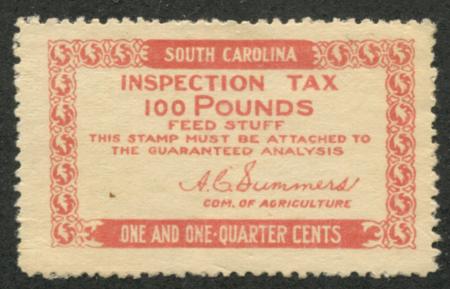 SOUTH CAROLINA
INSPECTION TAX
100 POUNDS
FEED STUFF
THIS STAMP MUST BE ATTACHED TO
THE GUARANTEED ANALYSIS
A. C. Summers
COM. OF AGRICULTURE
ONE AND ONE-QUARTER CENTS